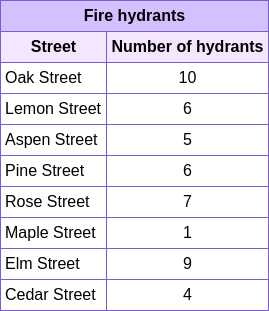 Fire hydrants
Street Number of hydrants
Oak Street 10
Lemon Street 6
Aspen Street 5
Pine Street 6
Rose Street 7
Maple Street 1
Elm Street 9
Cedar Street 4